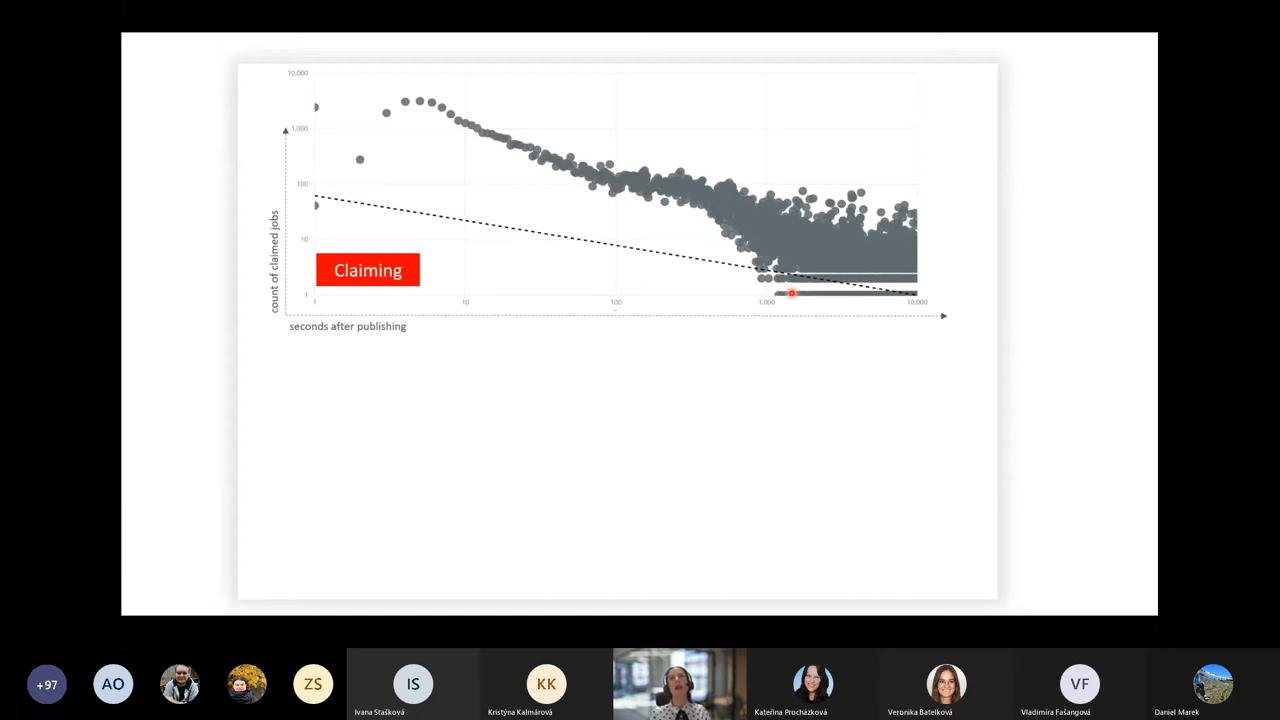 10,000
1,000
100
10
1
count of claimed jobs
Claiming
1 10 100 1,000 10,000
seconds after publishing
+97 AO ZS IS KK VF
Ivana Stašková Kristýna Kalmárová Kateřina Procházková Veronika Batelková Vladimíra Fašangová Daniel Marek